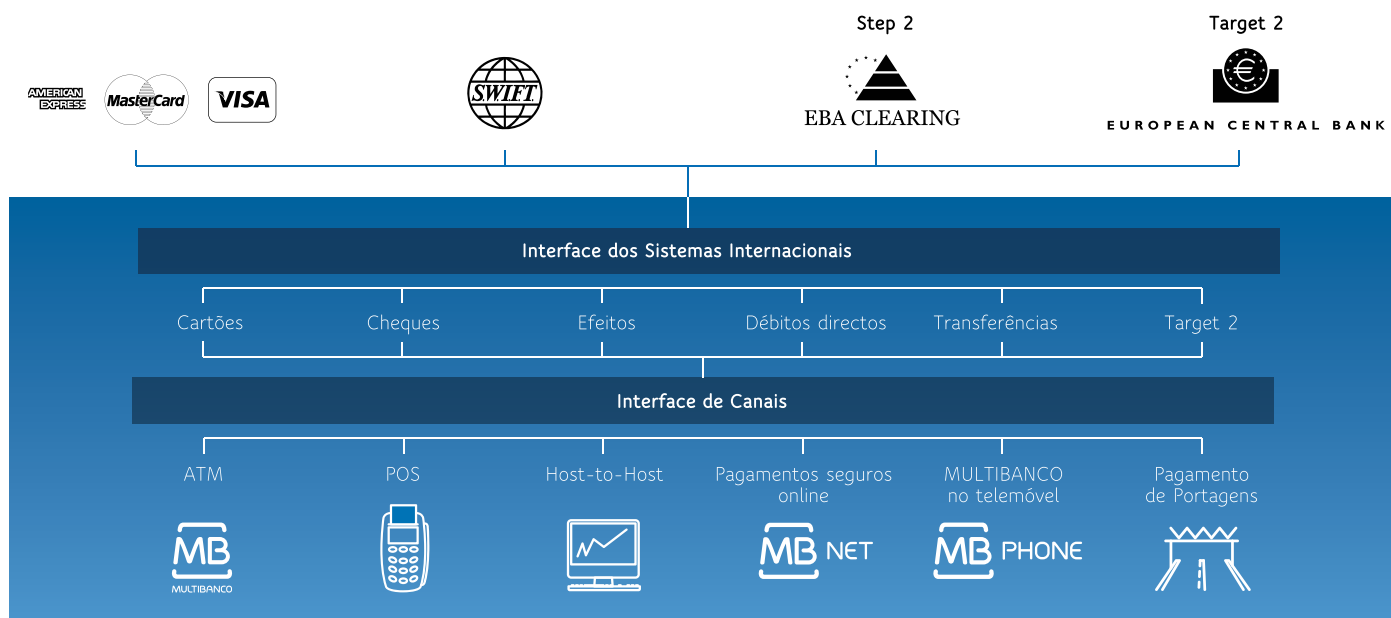 Step 2
Target 2
AMERICAN
EXPRESS
MasterCard
VISA
S.W.I.F.T.
EBA CLEARING
EUROPEAN CENTRAL BANK
Interface dos Sistemas Internacionais
Cartões
Cheques
Efeitos
Débitos directos
Transferências
Target 2
Interface de Canais
ATM
POS
Host-to-Host
Pagamentos seguros
online
MULTIBANCO
no telemóvel
Pagamento
de Portagens
MB
MULTIBANCO
MB NET
MB PHONE